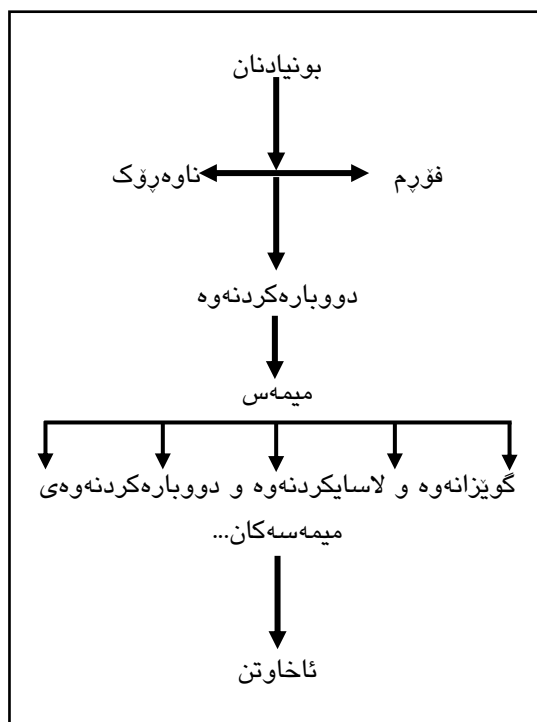 بونیادنان
فۆڕم
ناوەڕۆک
دووبارەکردنەوە
میمەس
گوێزانەوە و لاسایکردنەوە و دووبارەکردنەوەی
میمەسەکان...
ئاخاوتن